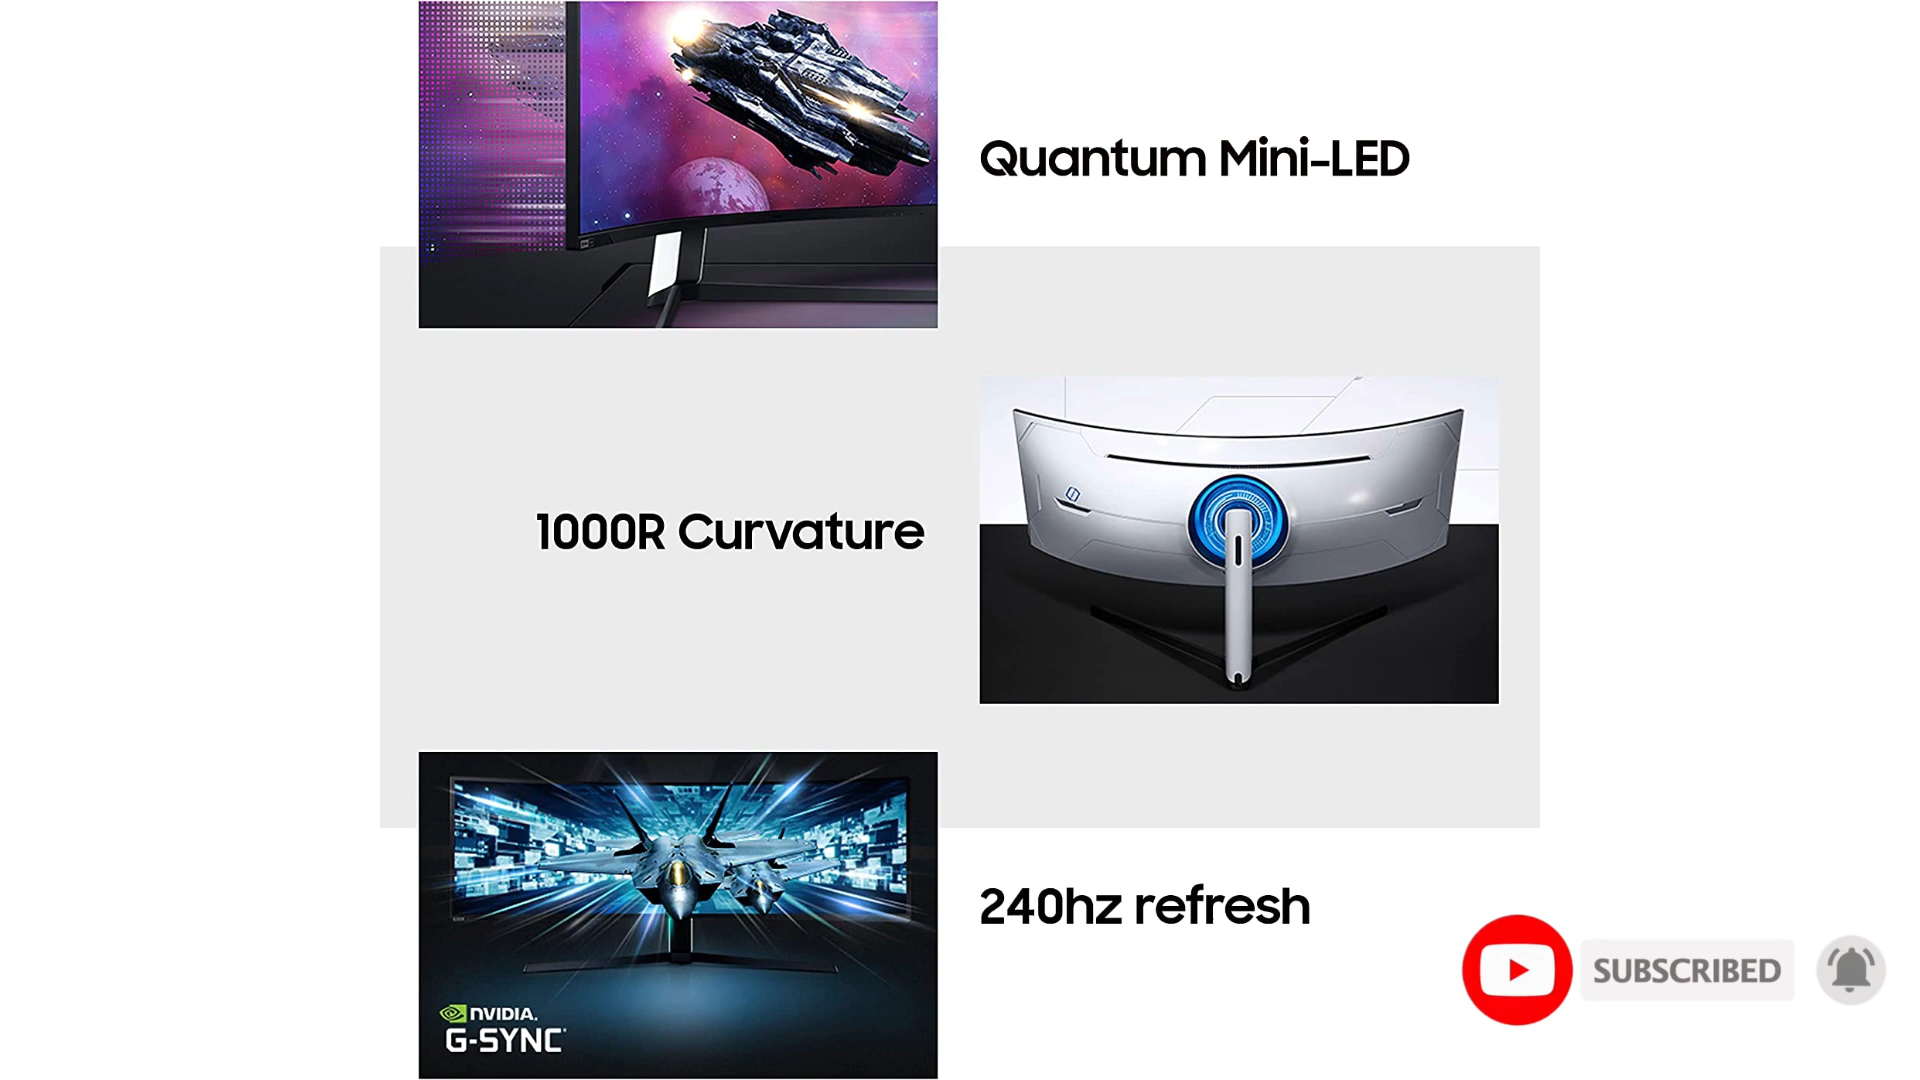 Quantum Mini-LED
1000R Curvature
240hz refresh
NVIDIA.
G-SYNC
SUBSCRIBED